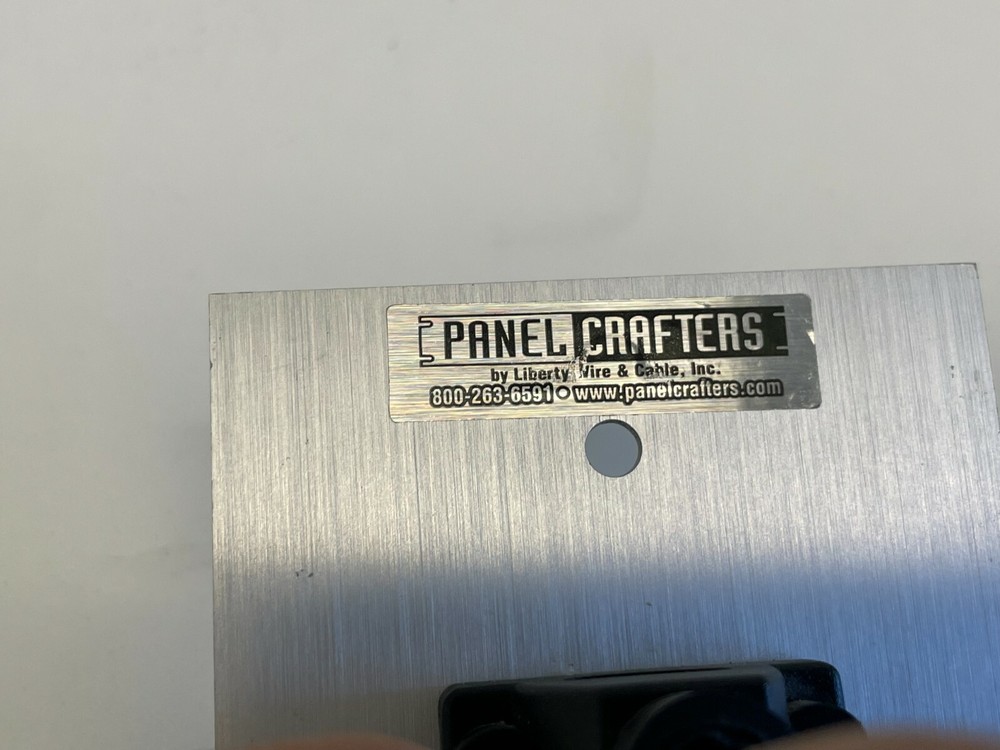 PANEL CRAFTERS
by Liberty Wire & Cable, Inc.
800-263-6591 • www.panelcrafters.com